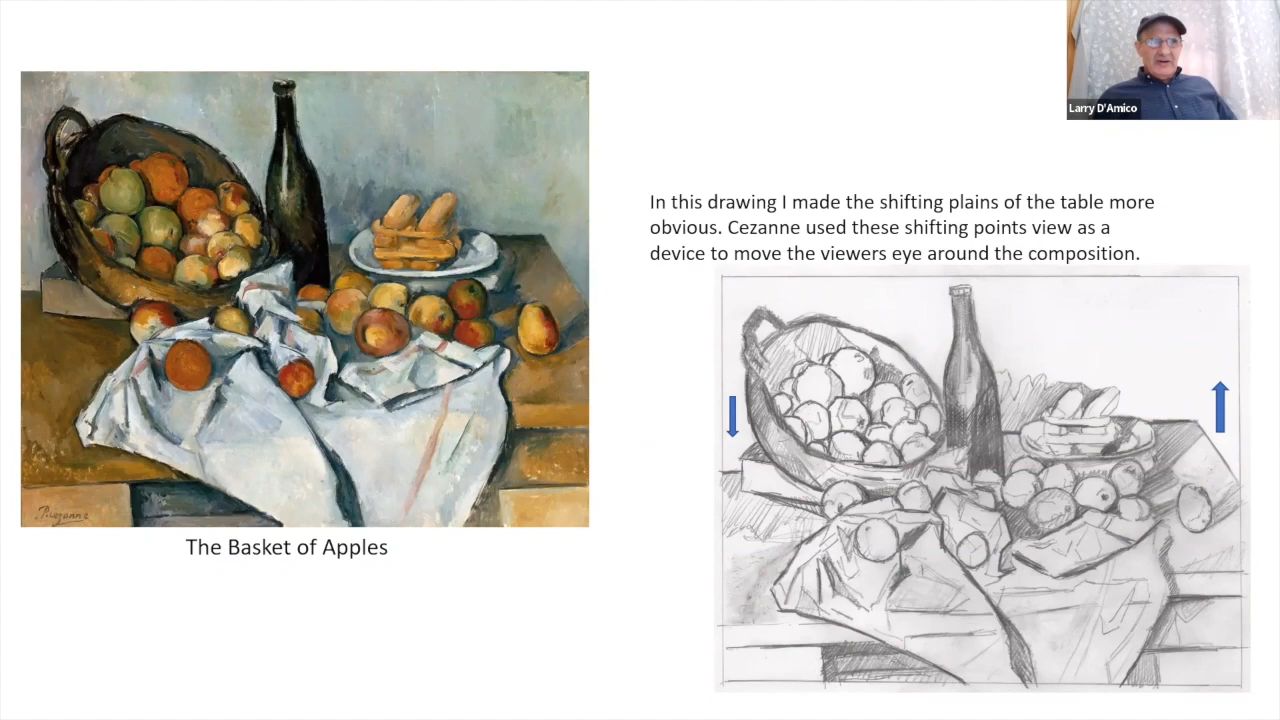 Larry D'Amico
In this drawing I made the shifting plains of the table more
obvious. Cezanne used these shifting points view as a
device to move the viewers eye around the composition.
P. Cezanne
The Basket of Apples